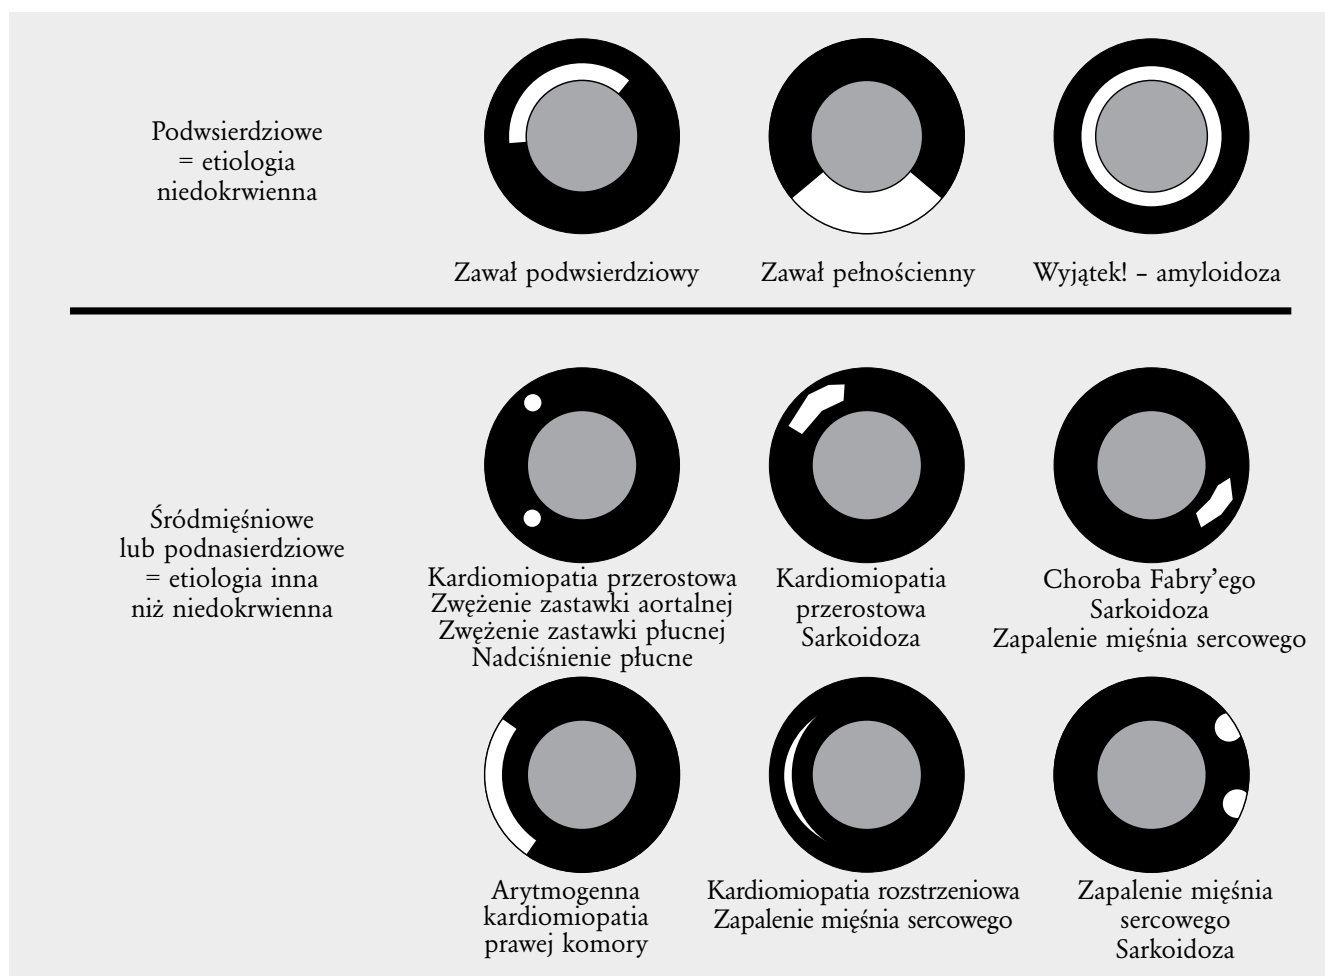 Podwsierdziowe
= etiologia
niedokrwienna
Zawał podwsierdziowy
Zawał pełnościenny
Wyjątek! – amyloidoza
Śródmięśniowe
lub podnasierdziowe
= etiologia inna
niż niedokrwienna
Kardiomiopatia przerostowa
Zwężenie zastawki aortalnej
Zwężenie zastawki płucnej
Nadciśnienie płucne
Kardiomiopatia
przerostowa
Sarkoidoza
Choroba Fabry’ego
Sarkoidoza
Zapalenie mięśnia sercowego
Arytmogenna
kardiomiopatia
prawej komory
Kardiomiopatia rozstrzeniowa
Zapalenie mięśnia sercowego
Zapalenie mięśnia
sercowego
Sarkoidoza